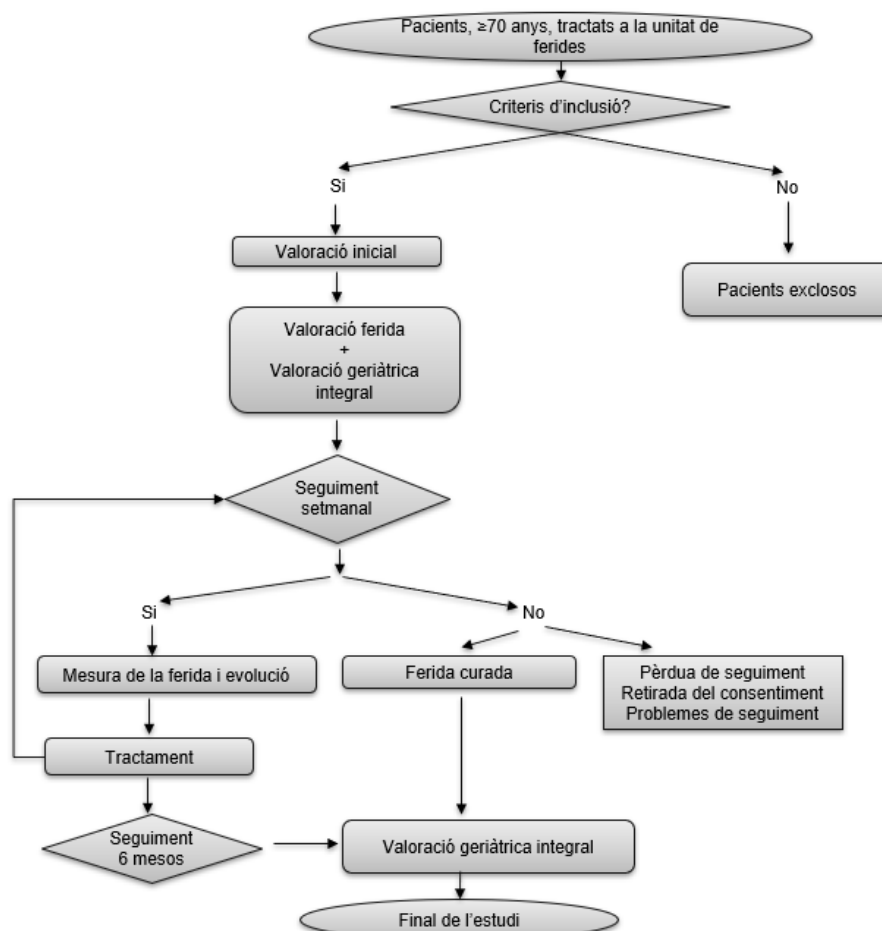 Pacients, ≥70 anys, tractats a la unitat de
ferides
Criteris d’inclusió?
Si
No
Valoració inicial
Pacients exclosos
Valoració ferida
+
Valoració geriàtrica
integral
Seguiment
setmanal
Si
No
Mesura de la ferida i evolució
Ferida curada
Pèrdua de seguiment
Retirada del consentiment
Problemes de seguiment
Tractament
Seguiment
6 mesos
Valoració geriàtrica integral
Final de l’estudi